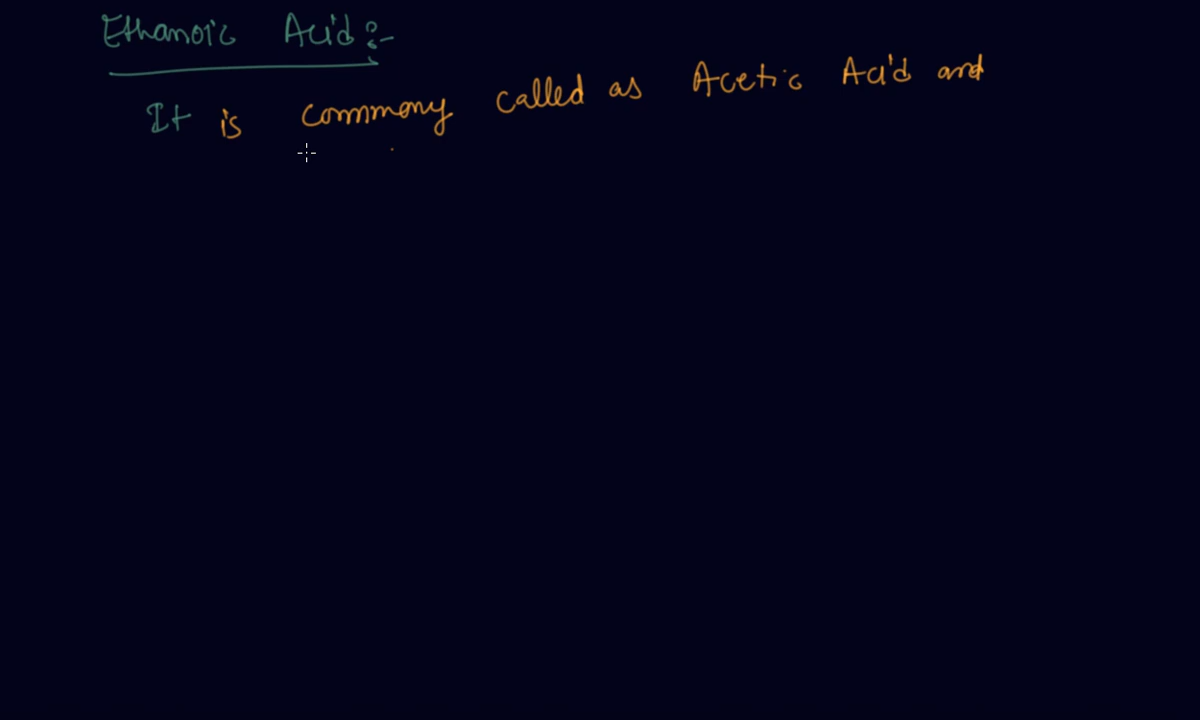 Ethanoic Acid:-
It is commony called as Acetic Acid and